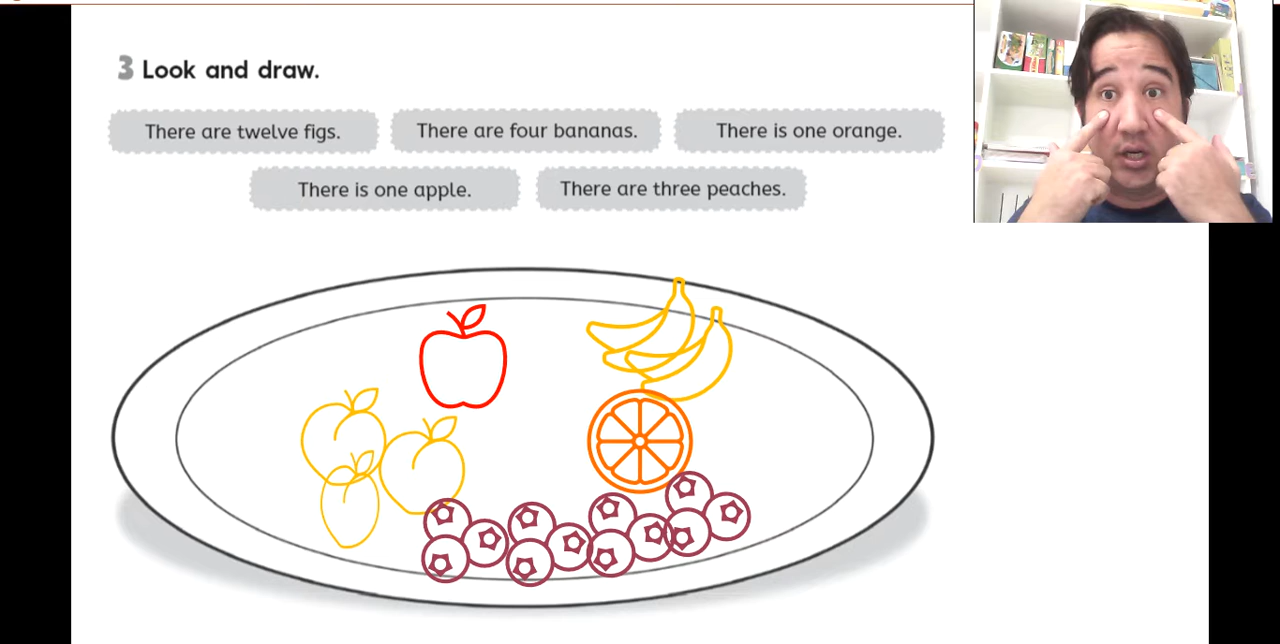 3 Look and draw.
There are twelve figs. There are four bananas. There is one orange.
There is one apple. There are three peaches.